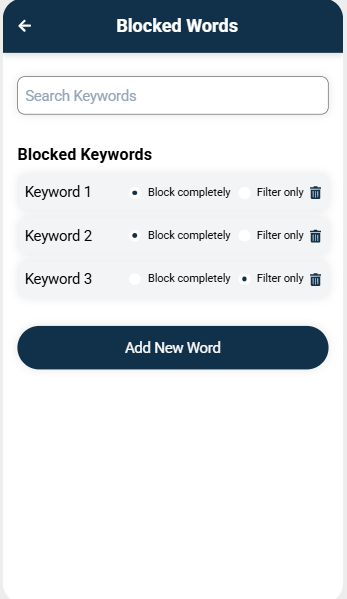 Blocked Words
Search Keywords
Blocked Keywords
Keyword 1 Block completely Filter only
Keyword 2 Block completely Filter only
Keyword 3 Block completely Filter only
Add New Word